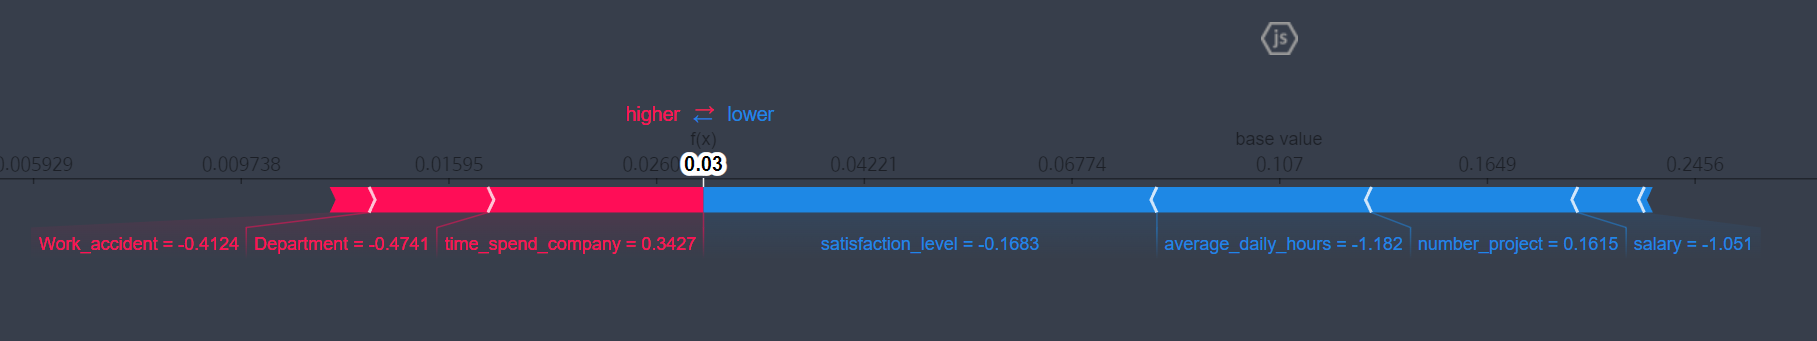 js
higher lower
f(x) base value
0.005929 0.009738 0.01595 0.0260 0.03 0.04221 0.06774 0.107 0.1649 0.2456
Work_accident = -0.4124 Department = -0.4741 time_spend_company = 0.3427 satisfaction_level = -0.1683 average_daily_hours = -1.182 number_project = 0.1615 salary = -1.051